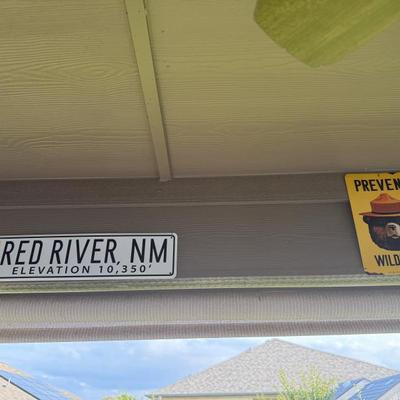 RED RIVER, NM
ELEVATION 10,350'
PREVEN
WILD